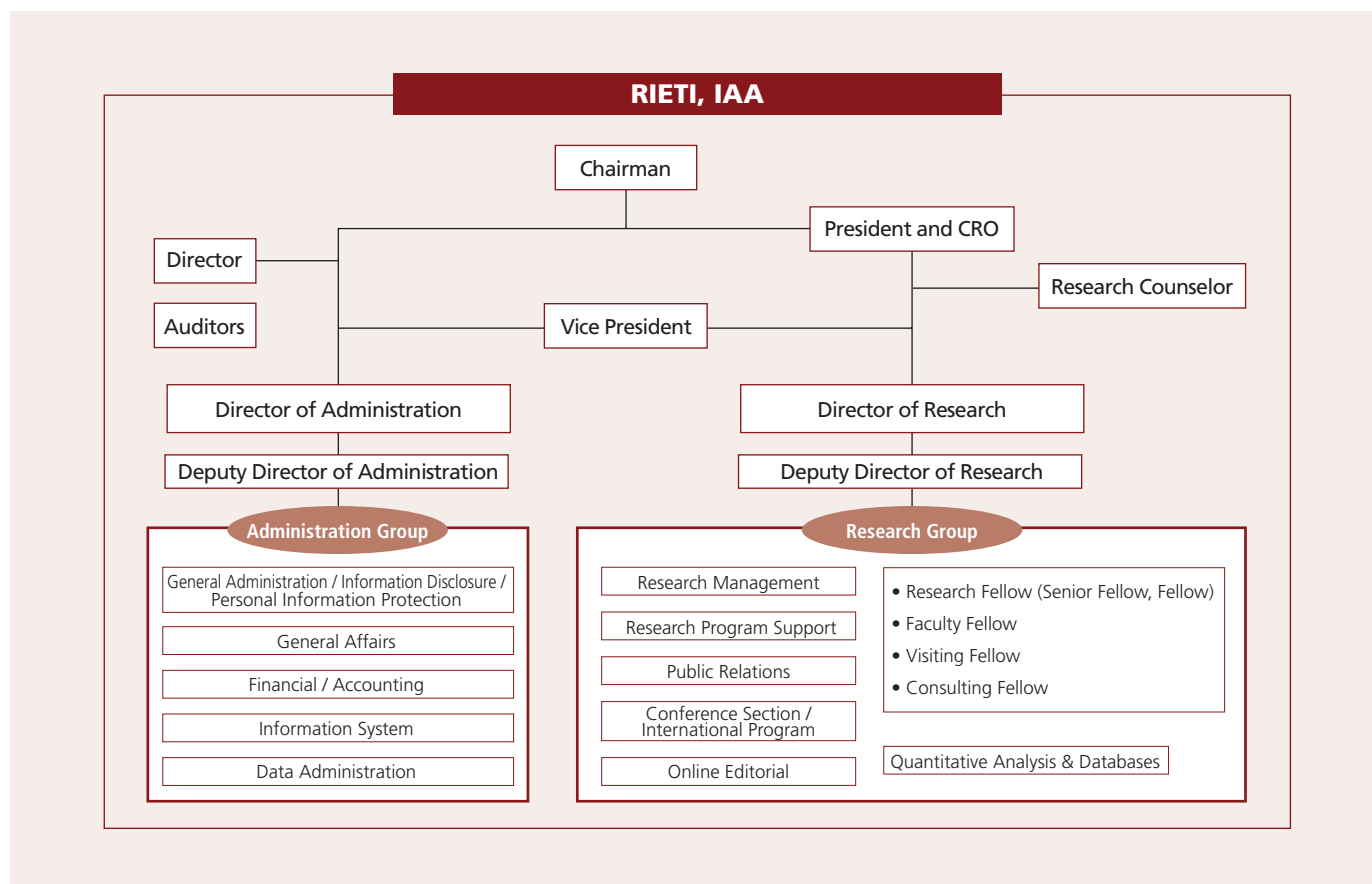 RIETI, IAA
Chairman
President and CRO
Director
Research Counselor
Auditors
Vice President
Director of Administration
Director of Research
Deputy Director of Administration
Deputy Director of Research
Administration Group
General Administration / Information Disclosure /
Personal Information Protection
General Affairs
Financial / Accounting
Information System
Data Administration
Research Group
Research Management
Research Program Support
Public Relations
Conference Section /
International Program
Online Editorial
• Research Fellow (Senior Fellow, Fellow)
• Faculty Fellow
• Visiting Fellow
• Consulting Fellow
Quantitative Analysis & Databases